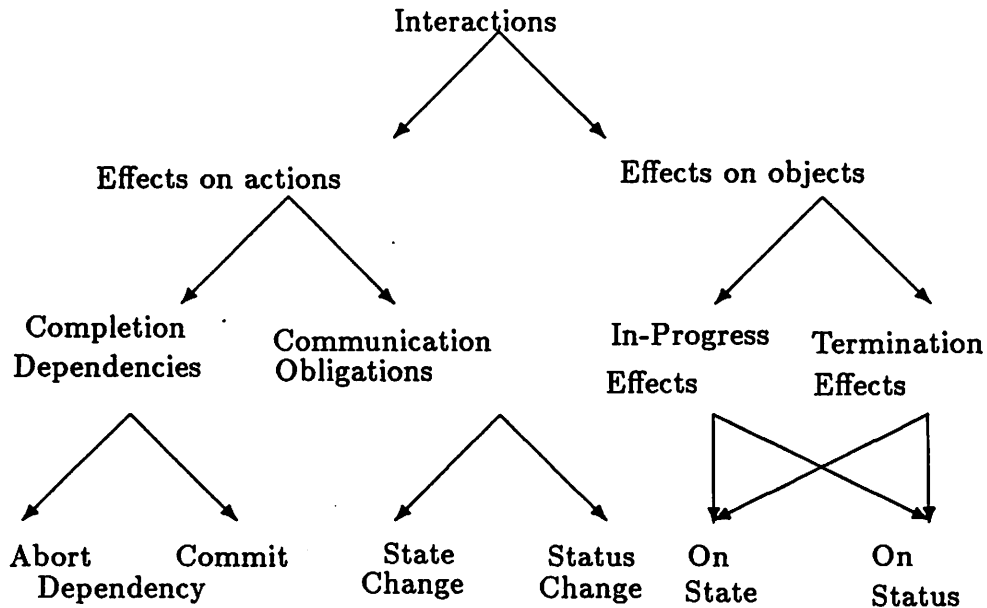 Interactions
Effects on actions
Effects on objects
Completion
Dependencies
Communication
Obligations
In-Progress
Effects
Termination
Effects
Abort
Dependency
Commit
State
Change
Status
Change
On
State
On
Status